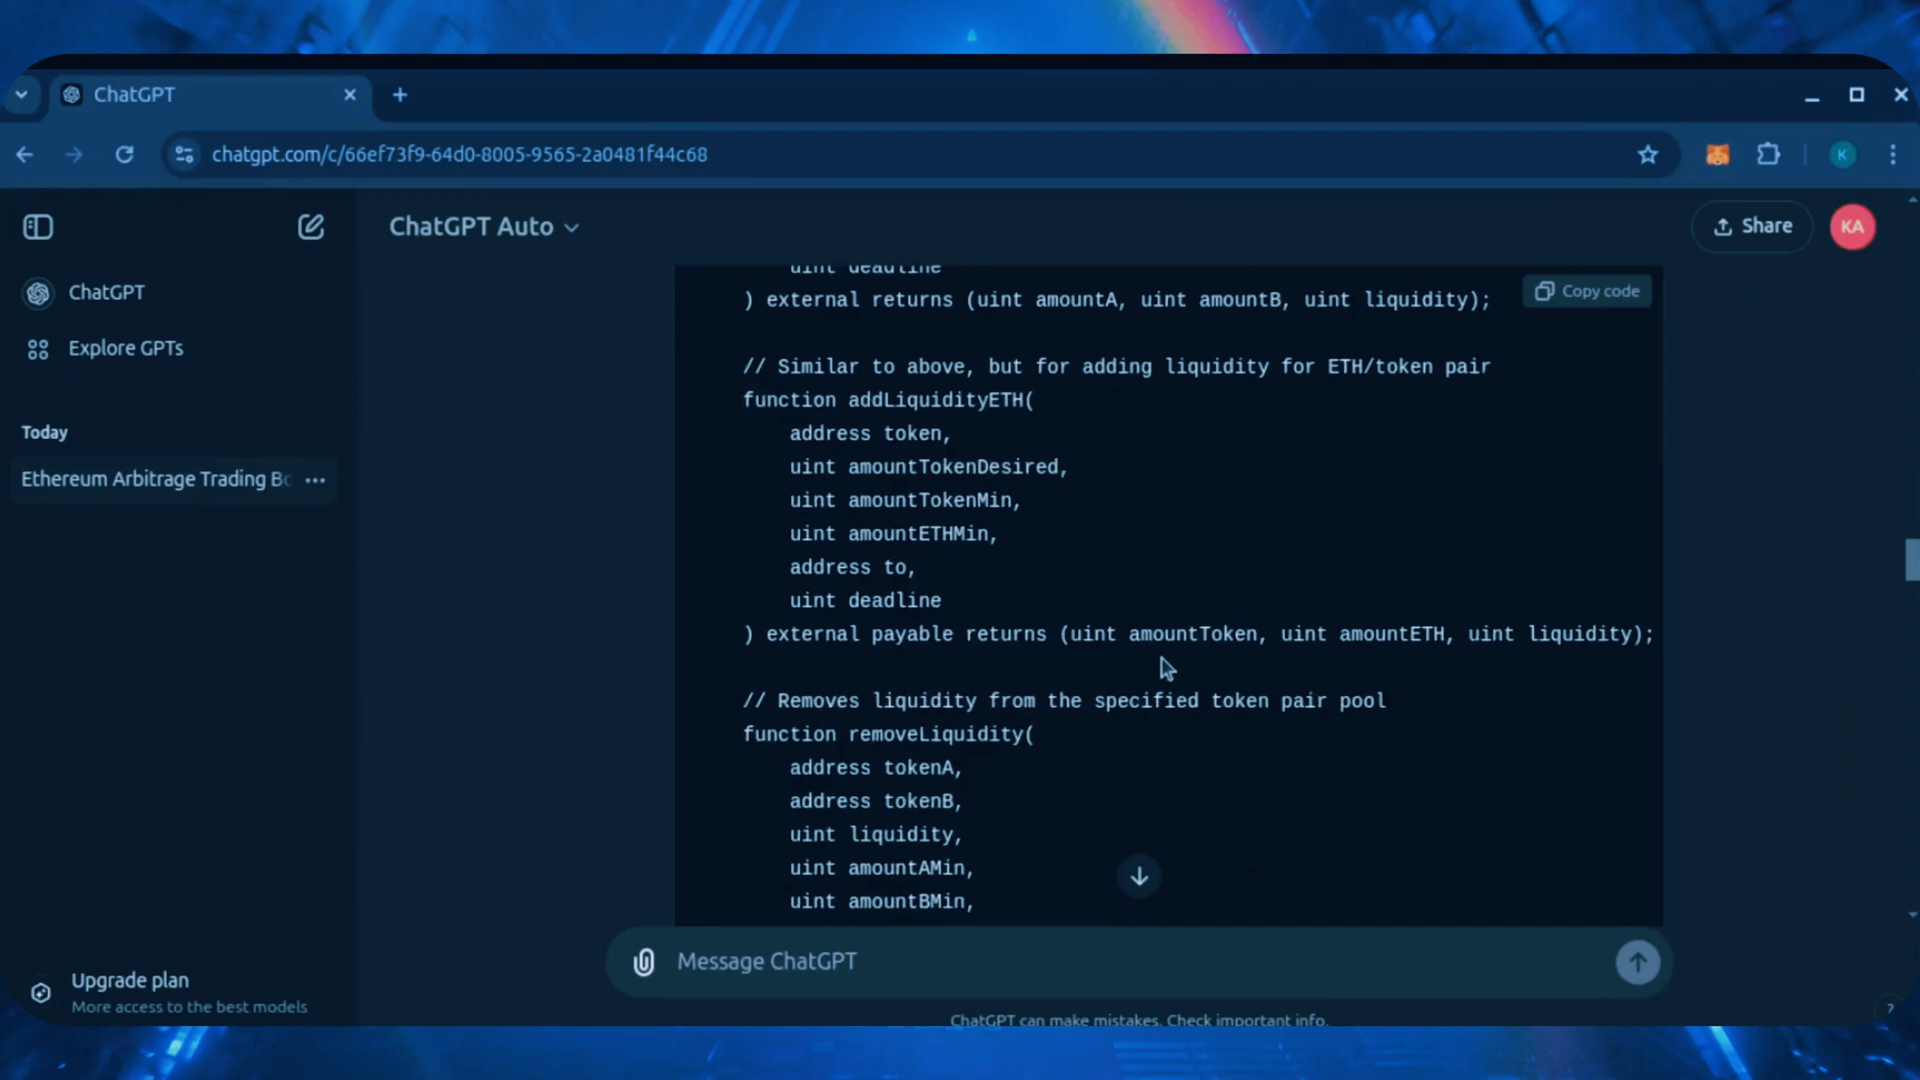 ChatGPT
chatgpt.com/c/66ef73f9-64d0-8005-9565-2a0481f44c68
K
ChatGPT Auto
Share
KA
ChatGPT
Explore GPTs
Today
Ethereum Arbitrage Trading Bo
uint deadline
) external returns (uint amountA, uint amountB, uint liquidity);
Copy code
// Similar to above, but for adding liquidity for ETH/token pair
function addLiquidityETH(
address token,
uint amountTokenDesired,
uint amountTokenMin,
uint amountETHMin,
address to,
uint deadline
) external payable returns (uint amountToken, uint amountETH, uint liquidity);
// Removes liquidity from the specified token pair pool
function removeLiquidity(
address tokenA,
address tokenB,
uint liquidity,
uint amountAMin,
uint amountBMin,
Message ChatGPT
Upgrade plan
More access to the best models
ChatGPT can make mistakes. Check important info.
?